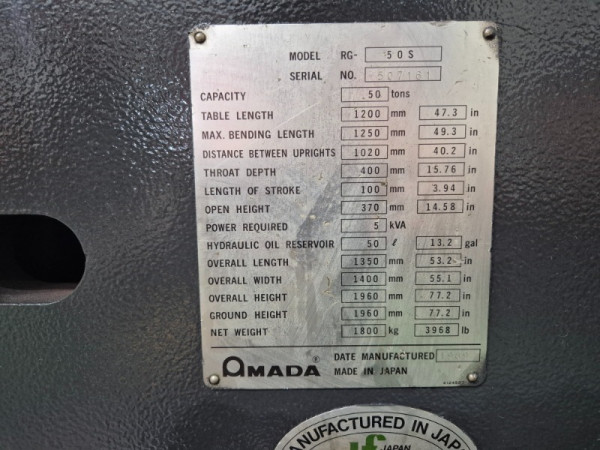 MODEL RG- 50S
SERIAL NO. 507161
CAPACITY 50 tons
TABLE LENGTH 1200 mm 47.3 in
MAX. BENDING LENGTH 1250 mm 49.3 in
DISTANCE BETWEEN UPRIGHTS 1020 mm 40.2 in
THROAT DEPTH 400 mm 15.76 in
LENGTH OF STROKE 100 mm 3.94 in
OPEN HEIGHT 370 mm 14.58 in
POWER REQUIRED 5 kVA
HYDRAULIC OIL RESERVOIR 50 ℓ 13.2 gal
OVERALL LENGTH 1350 mm 53.2 in
OVERALL WIDTH 1400 mm 55.1 in
OVERALL HEIGHT 1960 mm 77.2 in
GROUND HEIGHT 1960 mm 77.2 in
NET WEIGHT 1800 kg 3968 lb
AMADA ® DATE MANUFACTURED
MADE IN JAPAN
MANUFACTURED IN JAPAN
JAPAN